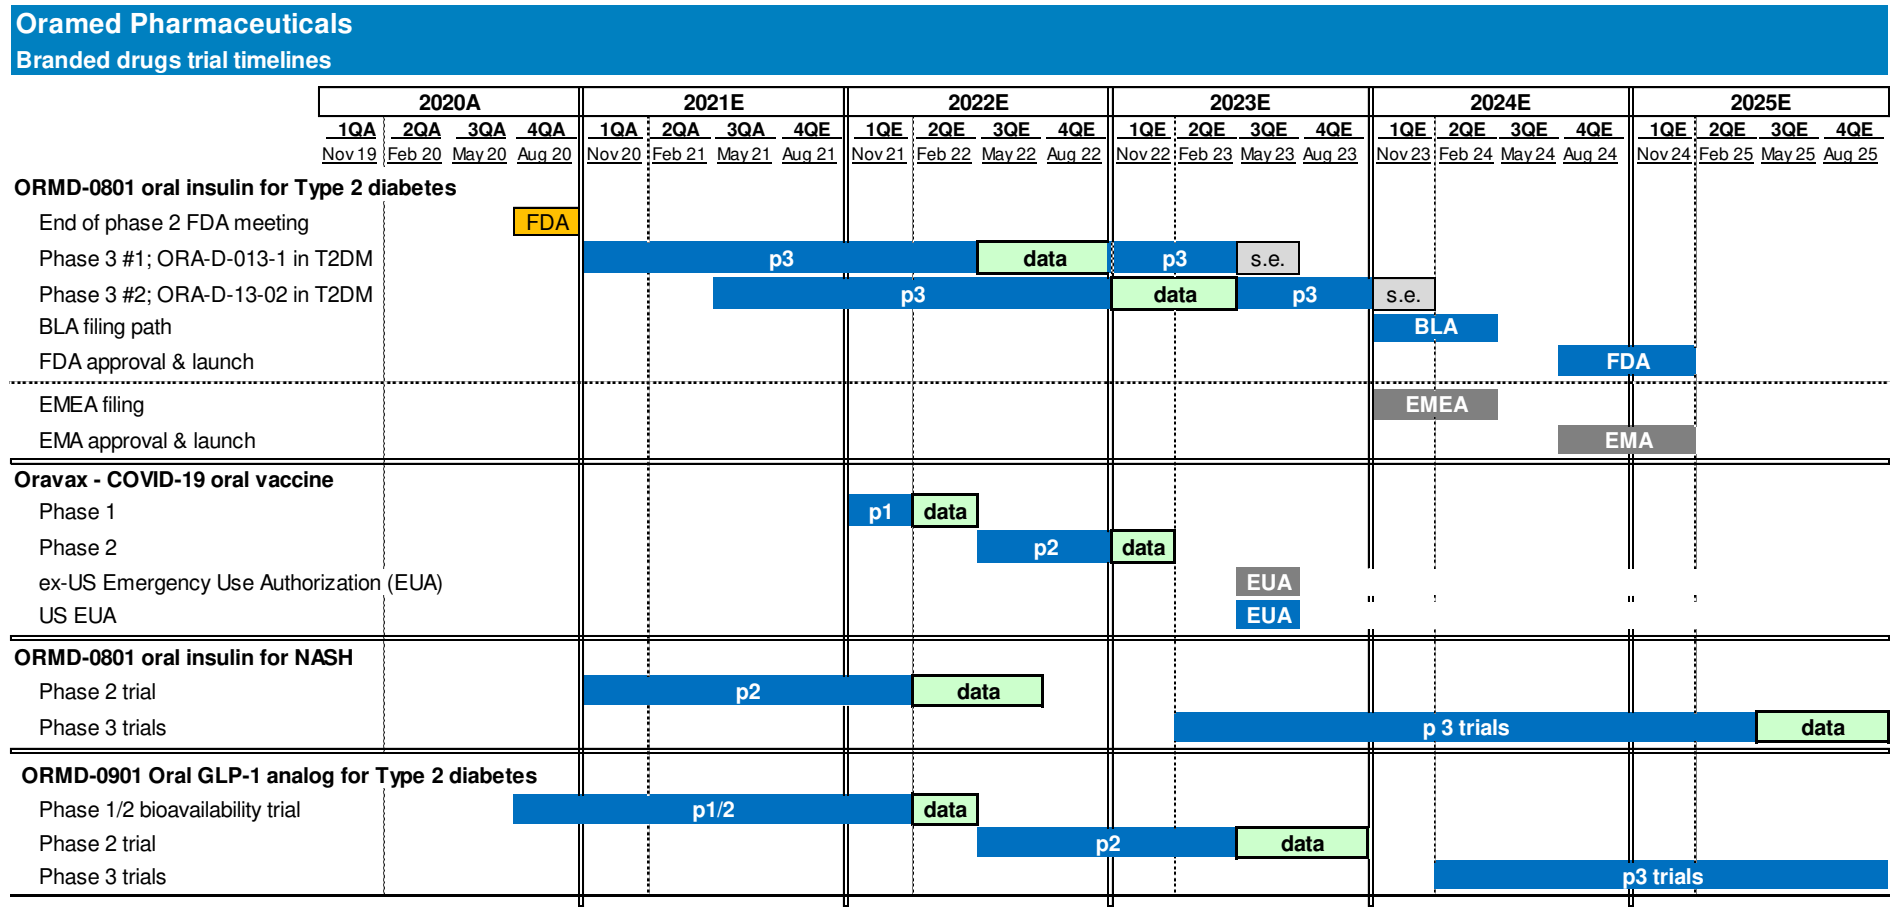 Oramed Pharmaceuticals
Branded drugs trial timelines
2020A 2021E 2022E 2023E 2024E 2025E
1QA 2QA 3QA 4QA 1QA 2QA 3QA 4QE 1QE 2QE 3QE 4QE 1QE 2QE 3QE 4QE 1QE 2QE 3QE 4QE 1QE 2QE 3QE 4QE
Nov 19 Feb 20 May 20 Aug 20 Nov 20 Feb 21 May 21 Aug 21 Nov 21 Feb 22 May 22 Aug 22 Nov 22 Feb 23 May 23 Aug 23 Nov 23 Feb 24 May 24 Aug 24 Nov 24 Feb 25 May 25 Aug 25
ORMD-0801 oral insulin for Type 2 diabetes
End of phase 2 FDA meeting FDA
Phase 3 #1; ORA-D-013-1 in T2DM p3 data p3 s.e.
Phase 3 #2; ORA-D-13-02 in T2DM p3 data p3 s.e.
BLA filing path BLA
FDA approval & launch FDA
EMEA filing EMEA
EMA approval & launch EMA
Oravax - COVID-19 oral vaccine
Phase 1 p1 data
Phase 2 p2 data
ex-US Emergency Use Authorization (EUA) EUA
US EUA EUA
ORMD-0801 oral insulin for NASH
Phase 2 trial p2 data
Phase 3 trials p 3 trials data
ORMD-0901 Oral GLP-1 analog for Type 2 diabetes
Phase 1/2 bioavailability trial p1/2 data
Phase 2 trial p2 data
Phase 3 trials p3 trials